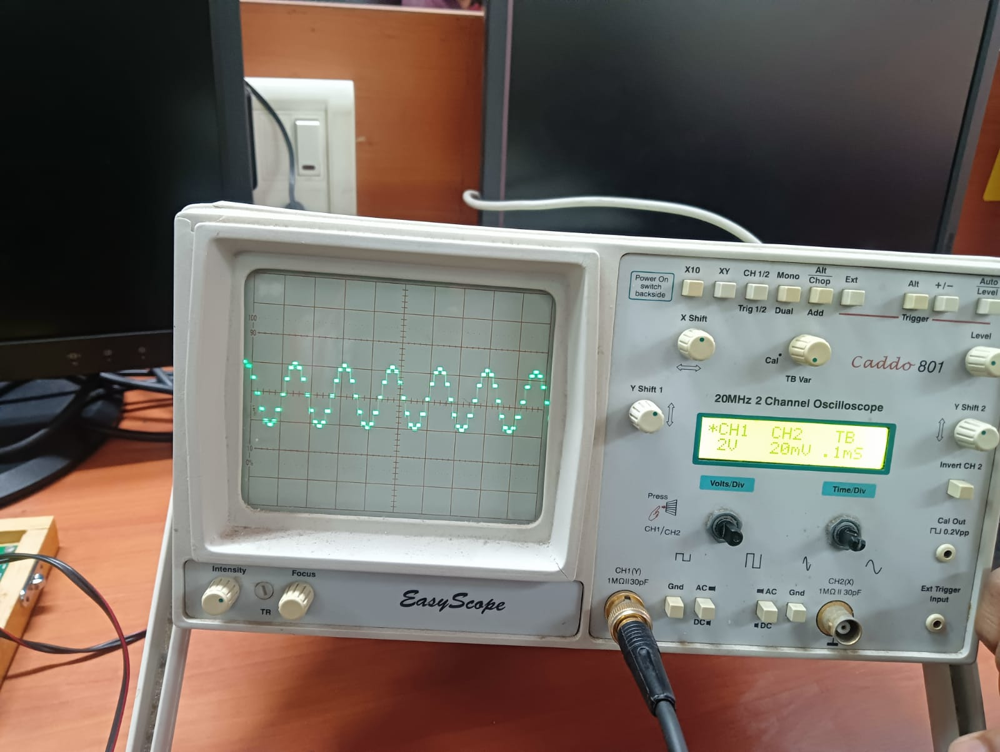 Power On
switch
backside
X10
XY
CH 1/2
Mono
Alt
Chop
Ext
Alt
+/−
Auto
Level
Trig 1/2
Dual
Add
Trigger
X Shift
Level
Cal
TB Var
Caddo 801
Y Shift 1
20MHz 2 Channel Oscilloscope
Y Shift 2
*CH1 CH2 TB
2V 20mV .1mS
Invert CH 2
Volts/Div
Time/Div
Press
CH1/CH2
Cal Out
0.2Vpp
100
90
10
0%
Intensity
Focus
TR
EasyScope
CH1(Y)
1MΩ II 30pF
Gnd
AC
DC
AC
DC
Gnd
CH2(X)
1MΩ II 30pF
Ext Trigger
Input